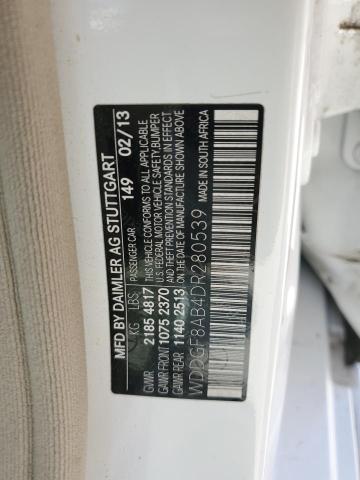 MFD BY DAIMLER AG STUTTGART
PASSENGER CAR 149 02/13
KG LBS THIS VEHICLE CONFORMS TO ALL APPLICABLE
U.S. FEDERAL MOTOR VEHICLE SAFETY, BUMPER
AND THEFT PREVENTION STANDARDS IN EFFECT
ON THE DATE OF MANUFACTURE SHOWN ABOVE
GVWR 2185 4817
GAWR FRONT 1075 2370
GAWR REAR 1140 2513
MADE IN SOUTH AFRICA
WDDGF8AB4DR280539